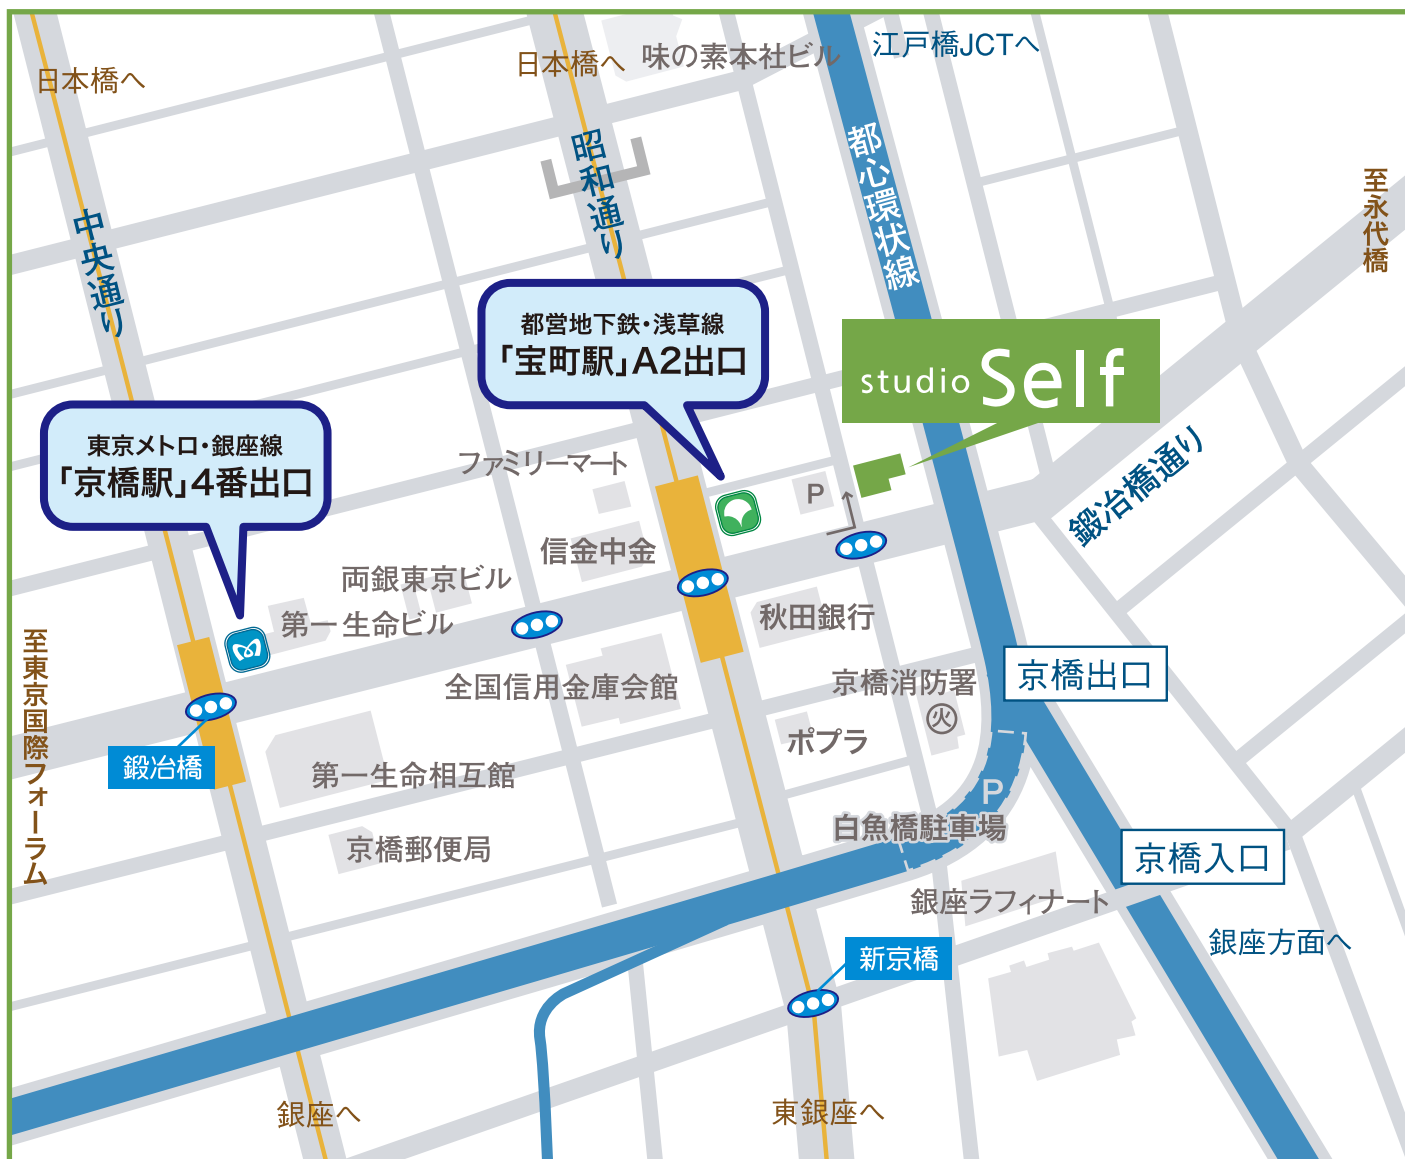 日本橋へ
日本橋へ
味の素本社ビル
江戸橋JCTへ
都心環状線
昭和通り
中央通り
至永代橋
都営地下鉄・浅草線
「宝町駅」A2出口
studio Self
東京メトロ・銀座線
「京橋駅」4番出口
ファミリーマート
P
鍛冶橋通り
信金中金
両銀東京ビル
第一生命ビル
秋田銀行
至東京国際フォーラム
全国信用金庫会館
京橋消防署
火
京橋出口
ポプラ
鍛冶橋
第一生命相互館
P
白魚橋駐車場
京橋郵便局
京橋入口
銀座ラフィナート
銀座方面へ
新京橋
銀座へ
東銀座へ